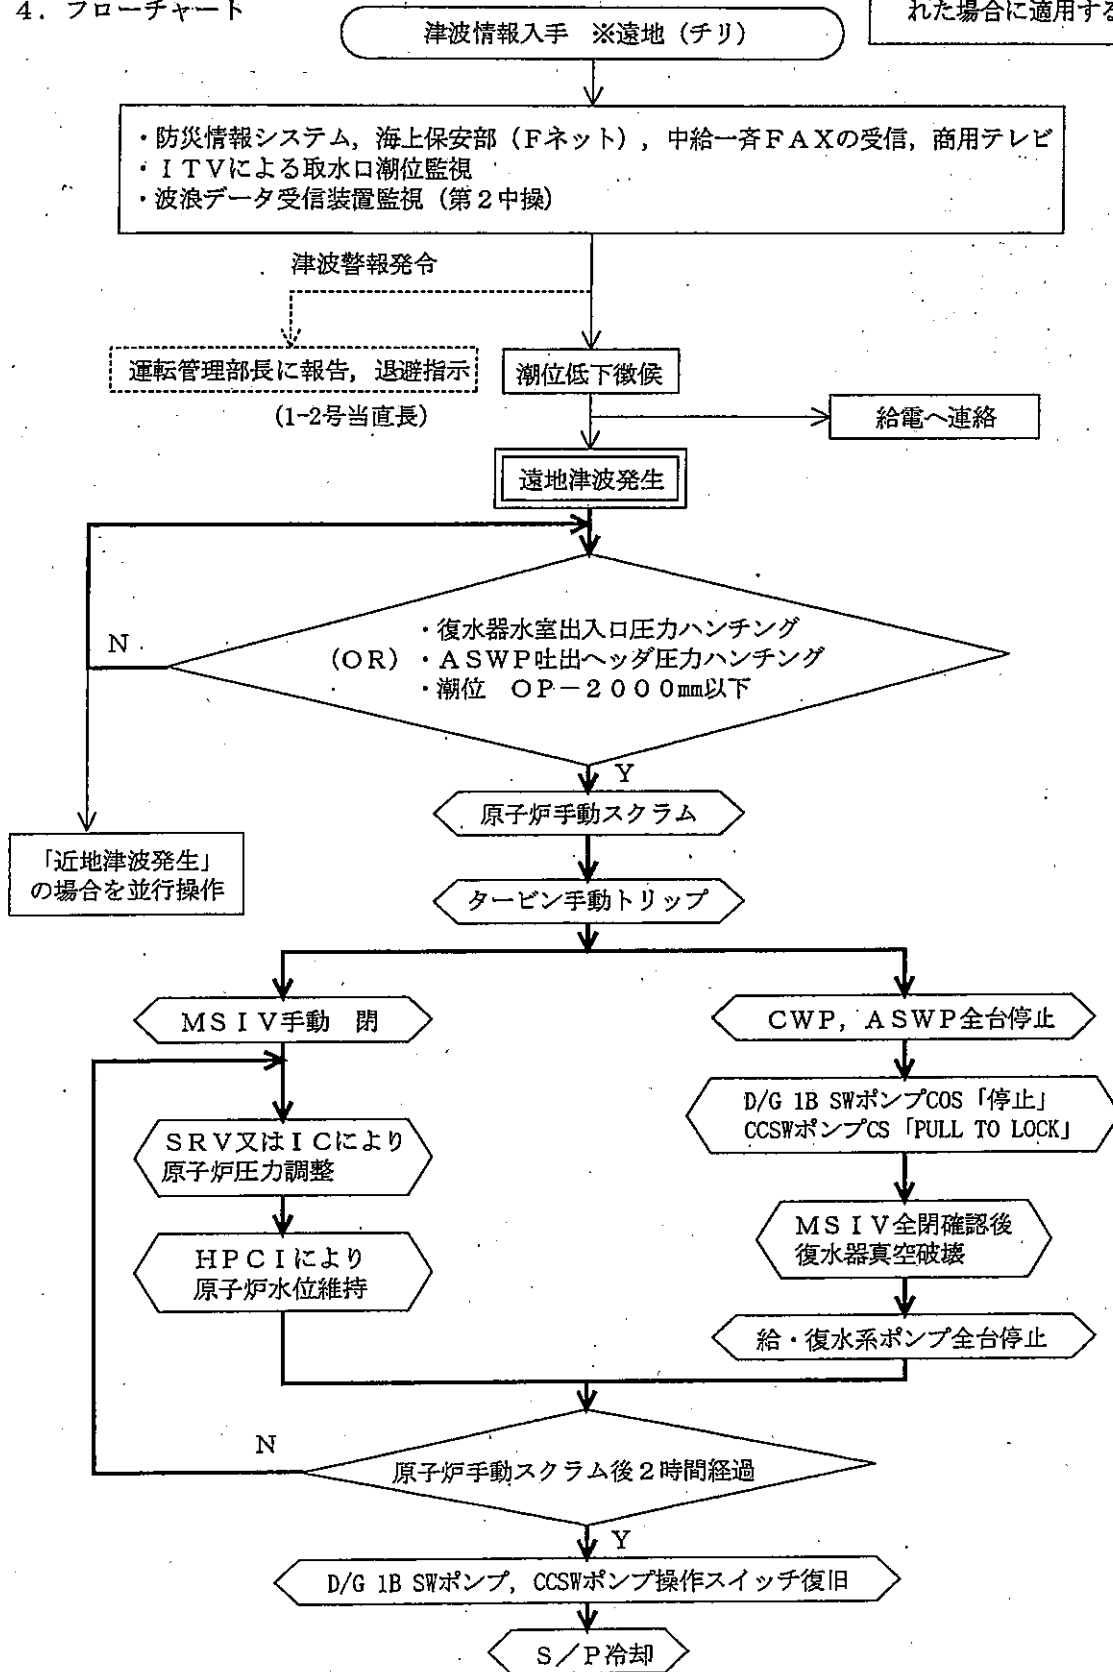 4．フローチャート
れた場合に適用する
津波情報入手　※遠地（チリ）
・防災情報システム，海上保安部（Ｆネット），中給一斉ＦＡＸの受信，商用テレビ
・ＩＴＶによる取水口潮位監視
・波浪データ受信装置監視（第２中操）
津波警報発令
運転管理部長に報告，退避指示
(1-2号当直長)
潮位低下徴候
給電へ連絡
遠地津波発生
・復水器水室出入口圧力ハンチング
（ＯＲ）・ＡＳＷＰ吐出ヘッダ圧力ハンチング
・潮位　ＯＰ－２０００㎜以下
Ｎ
Ｙ
「近地津波発生」
の場合を並行操作
原子炉手動スクラム
タービン手動トリップ
ＭＳＩＶ手動　閉
ＳＲＶ又はＩＣにより
原子炉圧力調整
ＨＰＣＩにより
原子炉水位維持
ＣＷＰ，ＡＳＷＰ全台停止
D/G 1B SWポンプCOS「停止」
CCSWポンプCS「PULL TO LOCK」
ＭＳＩＶ全閉確認後
復水器真空破壊
給・復水系ポンプ全台停止
Ｎ
原子炉手動スクラム後２時間経過
Ｙ
D/G 1B SWポンプ，CCSWポンプ操作スイッチ復旧
Ｓ／Ｐ冷却